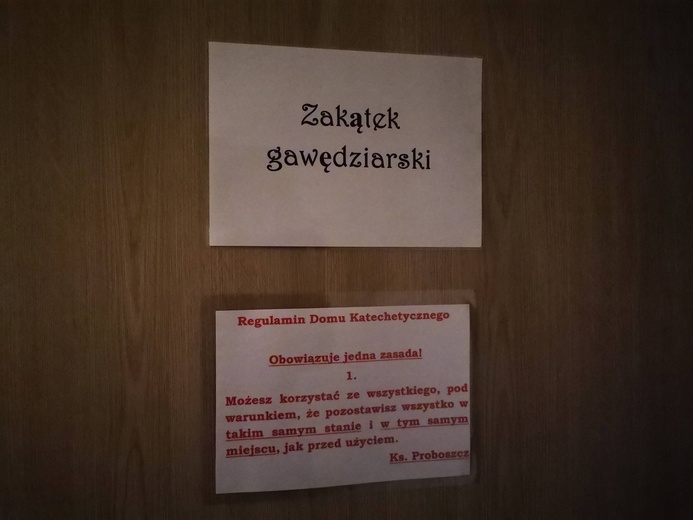 Zakątek
gawędziarski
Regulamin Domu Katechetycznego
Obowiązuje jedna zasada!
1.
Możesz korzystać ze wszystkiego, pod
warunkiem, że pozostawisz wszystko w
takim samym stanie i w tym samym
miejscu, jak przed użyciem.
Ks. Proboszcz